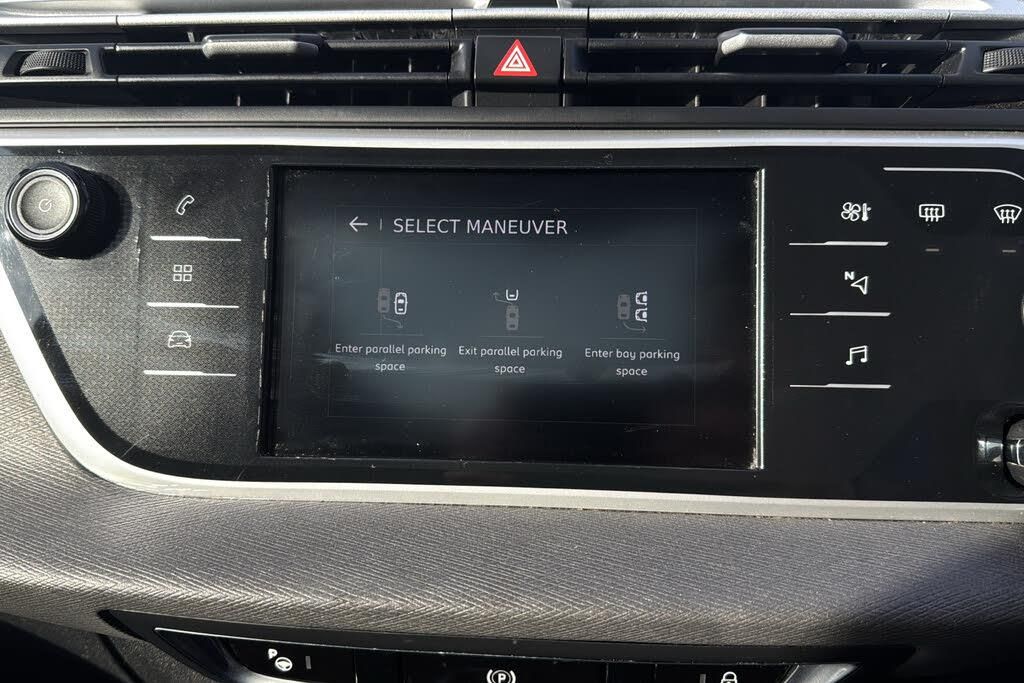 SELECT MANEUVER
Enter parallel parking
space
Exit parallel parking
space
Enter bay parking
space
N
P
P